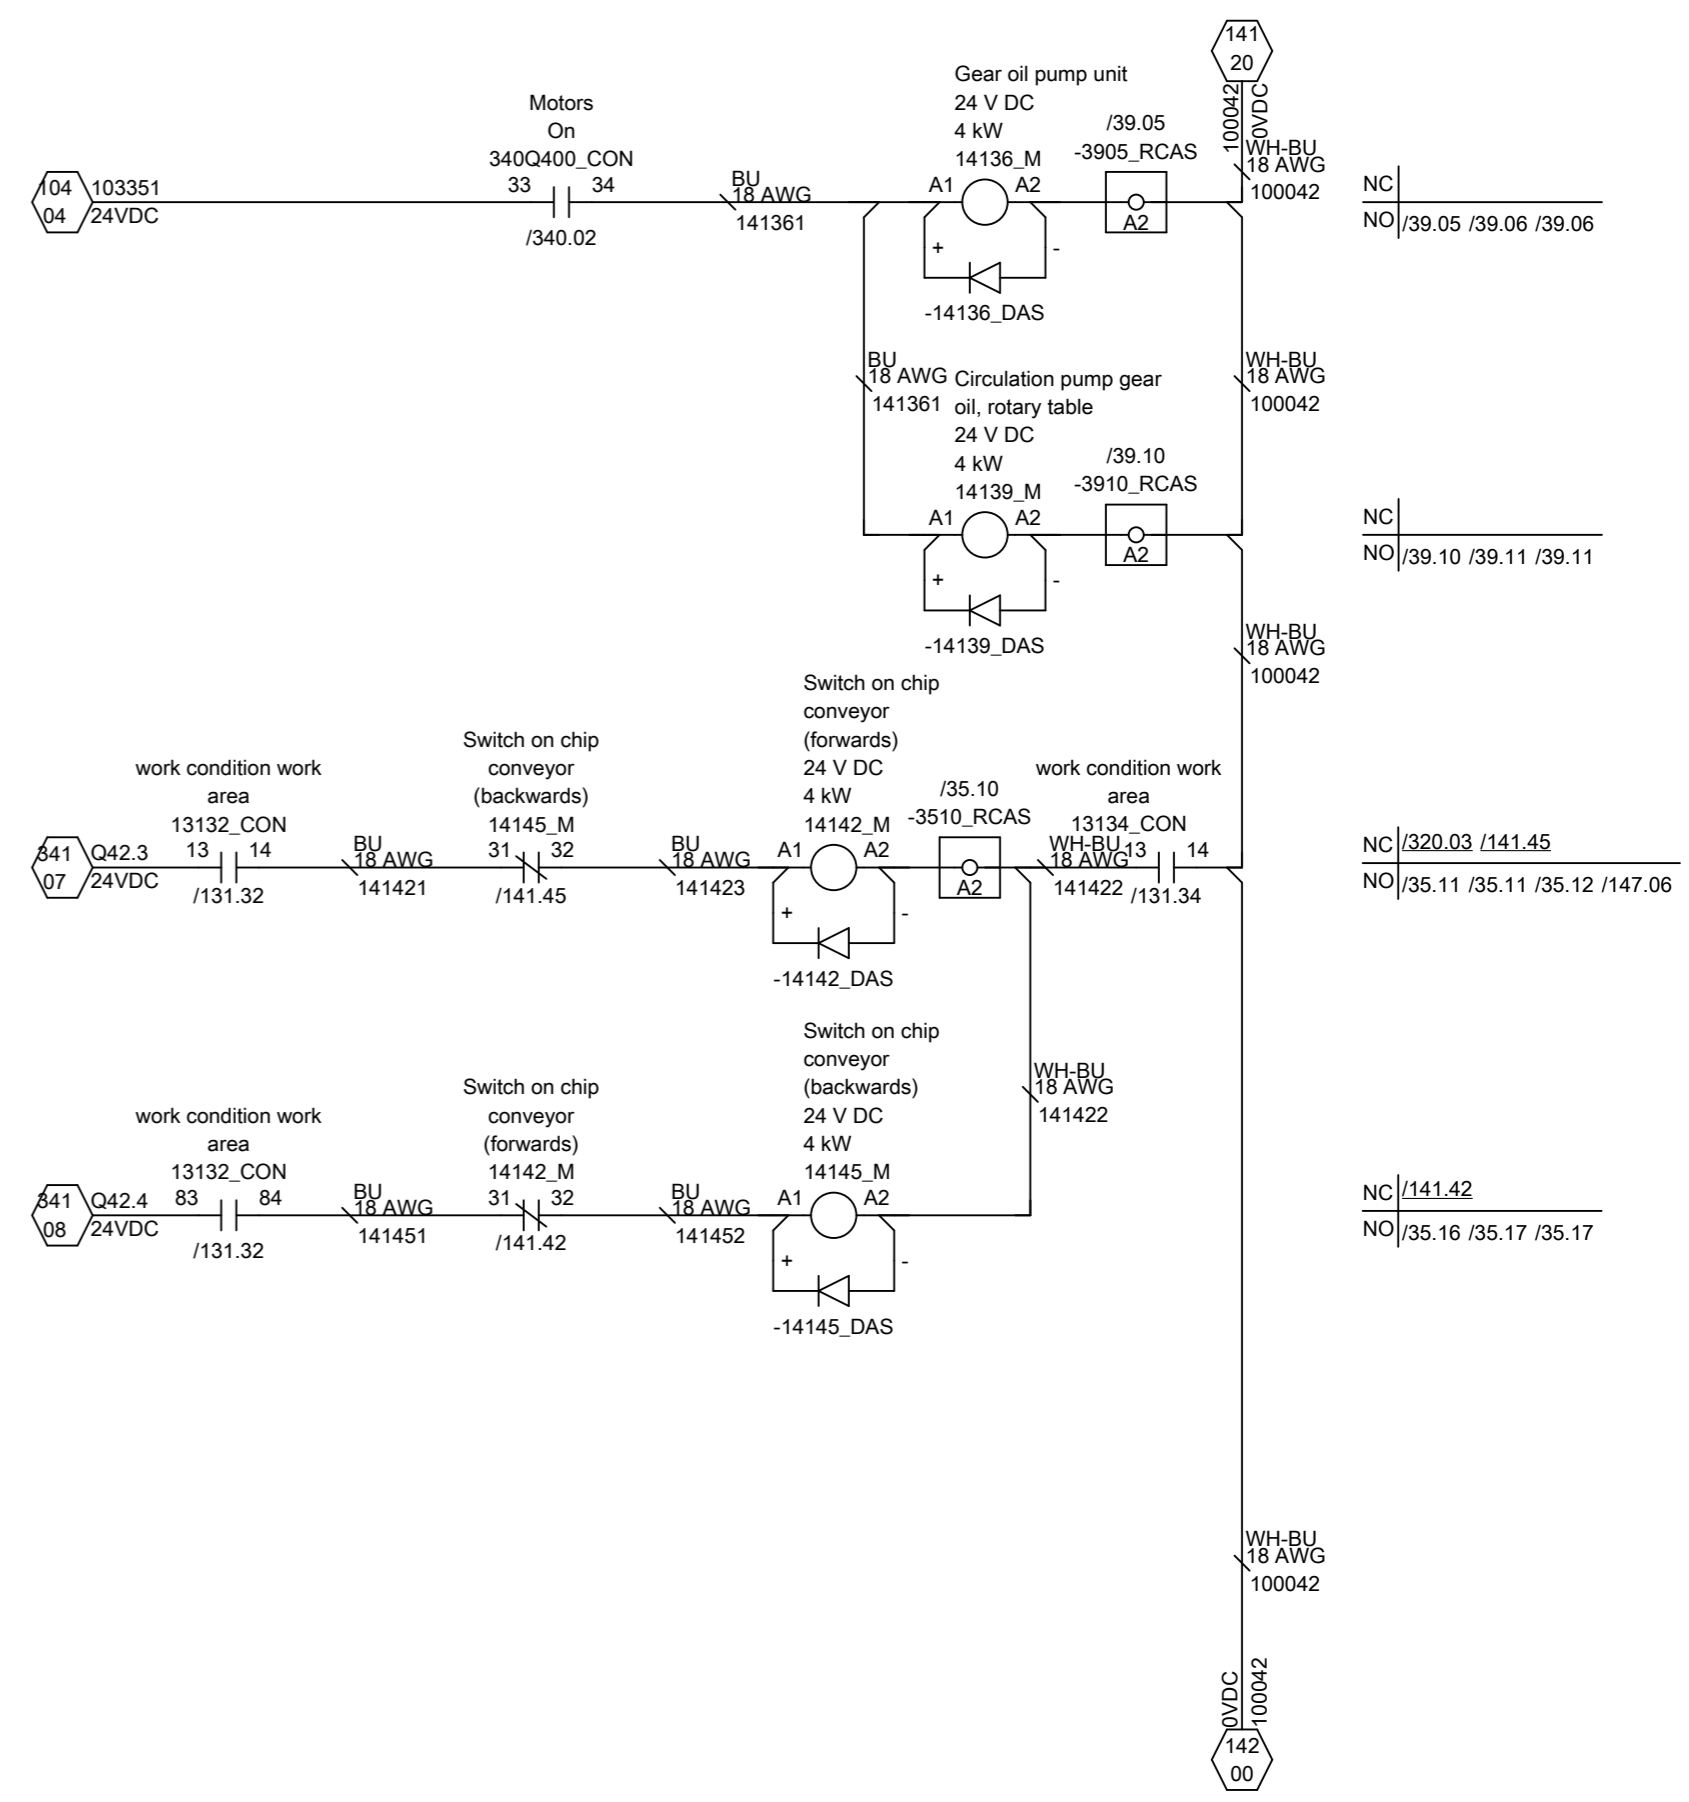 141
20
100042
0VDC
Gear oil pump unit
24 V DC
4 kW
14136_M
Motors
On
340Q400_CON
33 34
/340.02
104
04
103351
24VDC
BU
18 AWG
141361
A1 A2
+ -
-14136_DAS
/39.05
-3905_RCAS
A2
WH-BU
18 AWG
100042
NC
NO /39.05 /39.06 /39.06
BU
18 AWG
141361
Circulation pump gear
oil, rotary table
24 V DC
4 kW
14139_M
A1 A2
+ -
-14139_DAS
/39.10
-3910_RCAS
A2
WH-BU
18 AWG
100042
NC
NO /39.10 /39.11 /39.11
WH-BU
18 AWG
100042
341
07
Q42.3
24VDC
work condition work
area
13132_CON
13 14
/131.32
BU
18 AWG
141421
Switch on chip
conveyor
(backwards)
14145_M
31 32
/141.45
BU
18 AWG
141423
Switch on chip
conveyor
(forwards)
24 V DC
4 kW
14142_M
A1 A2
+ -
-14142_DAS
/35.10
-3510_RCAS
A2
WH-BU
18 AWG
141422
work condition work
area
13134_CON
13 14
/131.34
NC /320.03 /141.45
NO /35.11 /35.11 /35.12 /147.06
341
08
Q42.4
24VDC
work condition work
area
13132_CON
83 84
/131.32
BU
18 AWG
141451
Switch on chip
conveyor
(forwards)
14142_M
31 32
/141.42
BU
18 AWG
141452
Switch on chip
conveyor
(backwards)
24 V DC
4 kW
14145_M
A1 A2
+ -
-14145_DAS
WH-BU
18 AWG
141422
NC /141.42
NO /35.16 /35.17 /35.17
WH-BU
18 AWG
100042
0VDC
100042
142
00